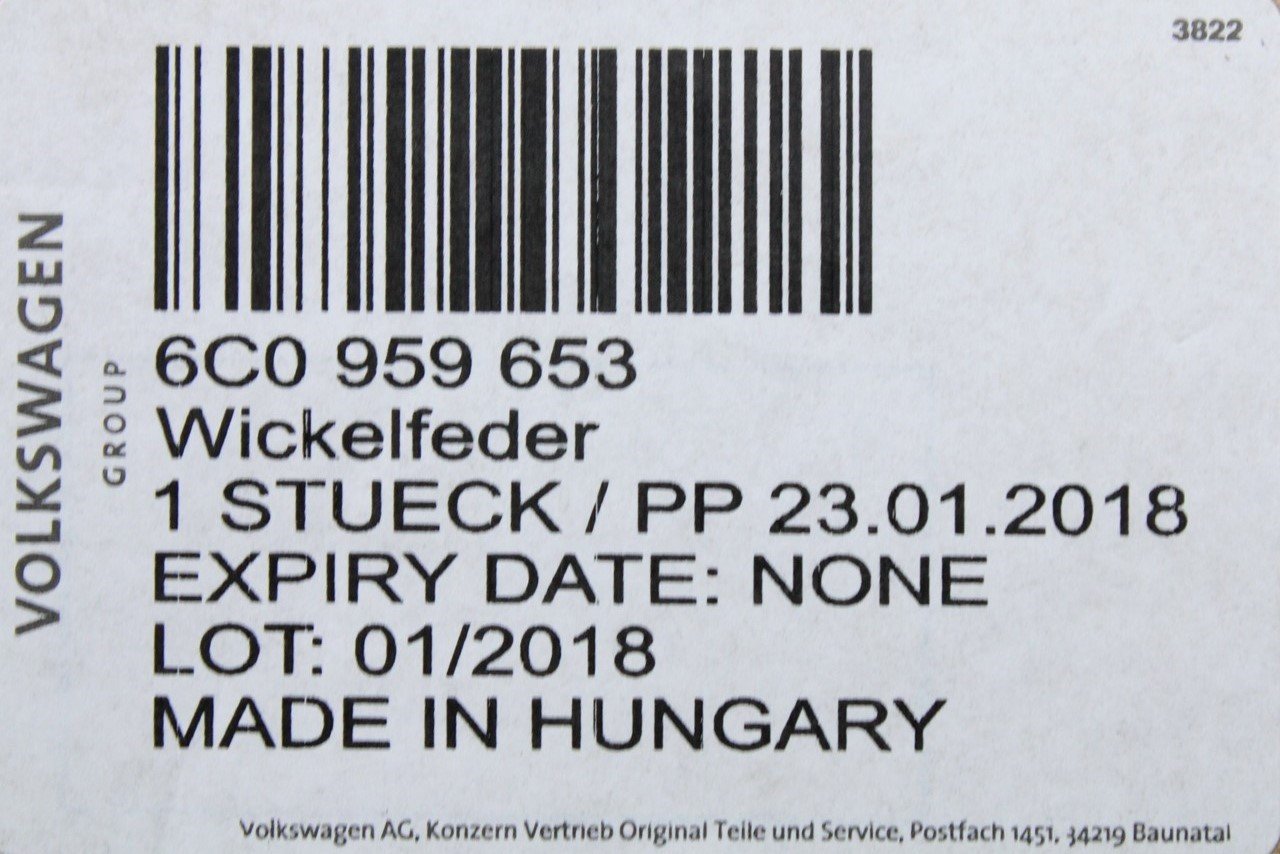 3822
VOLKSWAGEN
GROUP
6C0 959 653
Wickelfeder
1 STUECK / PP 23.01.2018
EXPIRY DATE: NONE
LOT: 01/2018
MADE IN HUNGARY
Volkswagen AG, Konzern Vertrieb Original Teile und Service, Postfach 1451, 34219 Baunatal